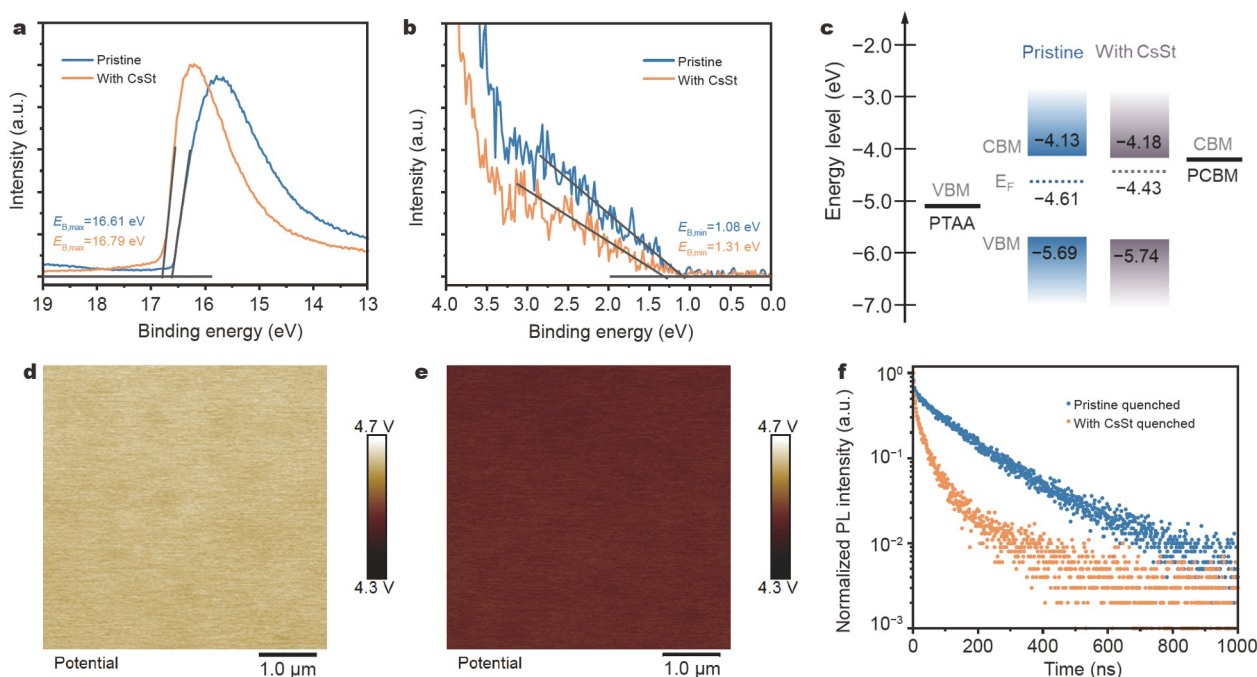 a
Pristine
With CsSt
Intensity (a.u.)
E_B,max=16.61 eV
E_B,max=16.79 eV
19 18 17 16 15 14 13
Binding energy (eV)
b
Pristine
With CsSt
Intensity (a.u.)
E_B,min=1.08 eV
E_B,min=1.31 eV
4.0 3.5 3.0 2.5 2.0 1.5 1.0 0.5 0.0
Binding energy (eV)
c
Energy level (eV)
−2.0
−3.0
−4.0
−5.0
−6.0
−7.0
Pristine With CsSt
CBM −4.13 −4.18 CBM
PCBM
E_F −4.61 −4.43
VBM
PTAA
VBM −5.69 −5.74
d
4.7 V
4.3 V
Potential 1.0 μm
e
4.7 V
4.3 V
Potential 1.0 μm
f
Normalized PL intensity (a.u.)
10⁰
10⁻¹
10⁻²
10⁻³
Pristine quenched
With CsSt quenched
0 200 400 600 800 1000
Time (ns)